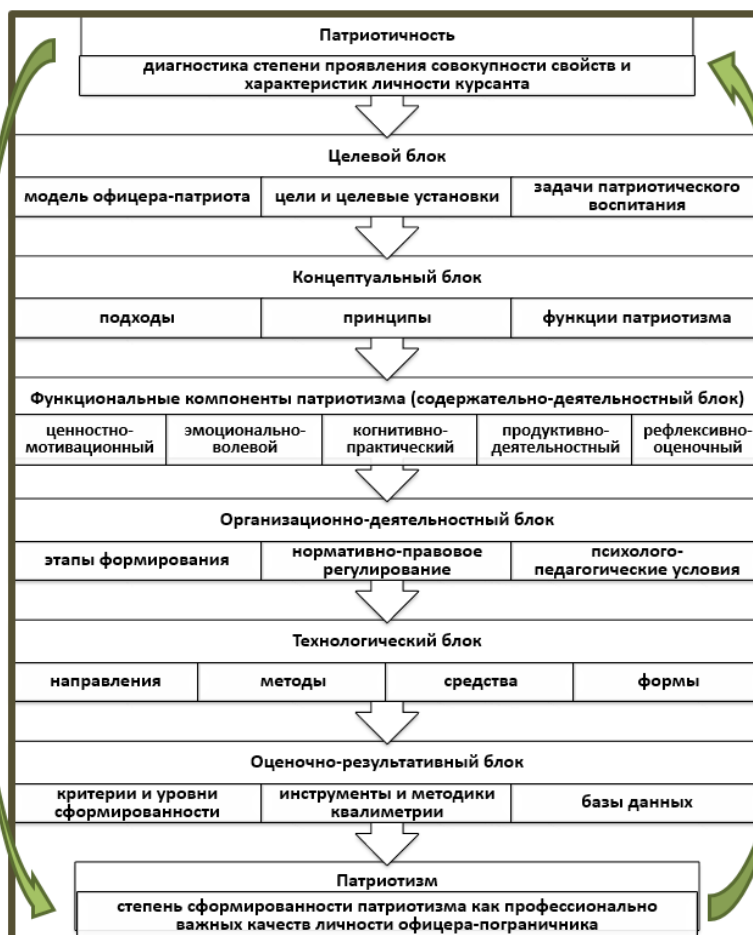 Патриотичность
диагностика степени проявления совокупности свойств и
характеристик личности курсанта
Целевой блок
модель офицера-патриота
цели и целевые установки
задачи патриотического
воспитания
Концептуальный блок
подходы
принципы
функции патриотизма
Функциональные компоненты патриотизма (содержательно-деятельностный блок)
ценностно-
мотивационный
эмоционально-
волевой
когнитивно-
практический
продуктивно-
деятельностный
рефлексивно-
оценочный
Организационно-деятельностный блок
этапы формирования
нормативно-правовое
регулирование
психолого-
педагогические условия
Технологический блок
направления
методы
средства
формы
Оценочно-результативный блок
критерии и уровни
сформированности
инструменты и методики
квалиметрии
базы данных
Патриотизм
степень сформированности патриотизма как профессионально
важных качеств личности офицера-пограничника